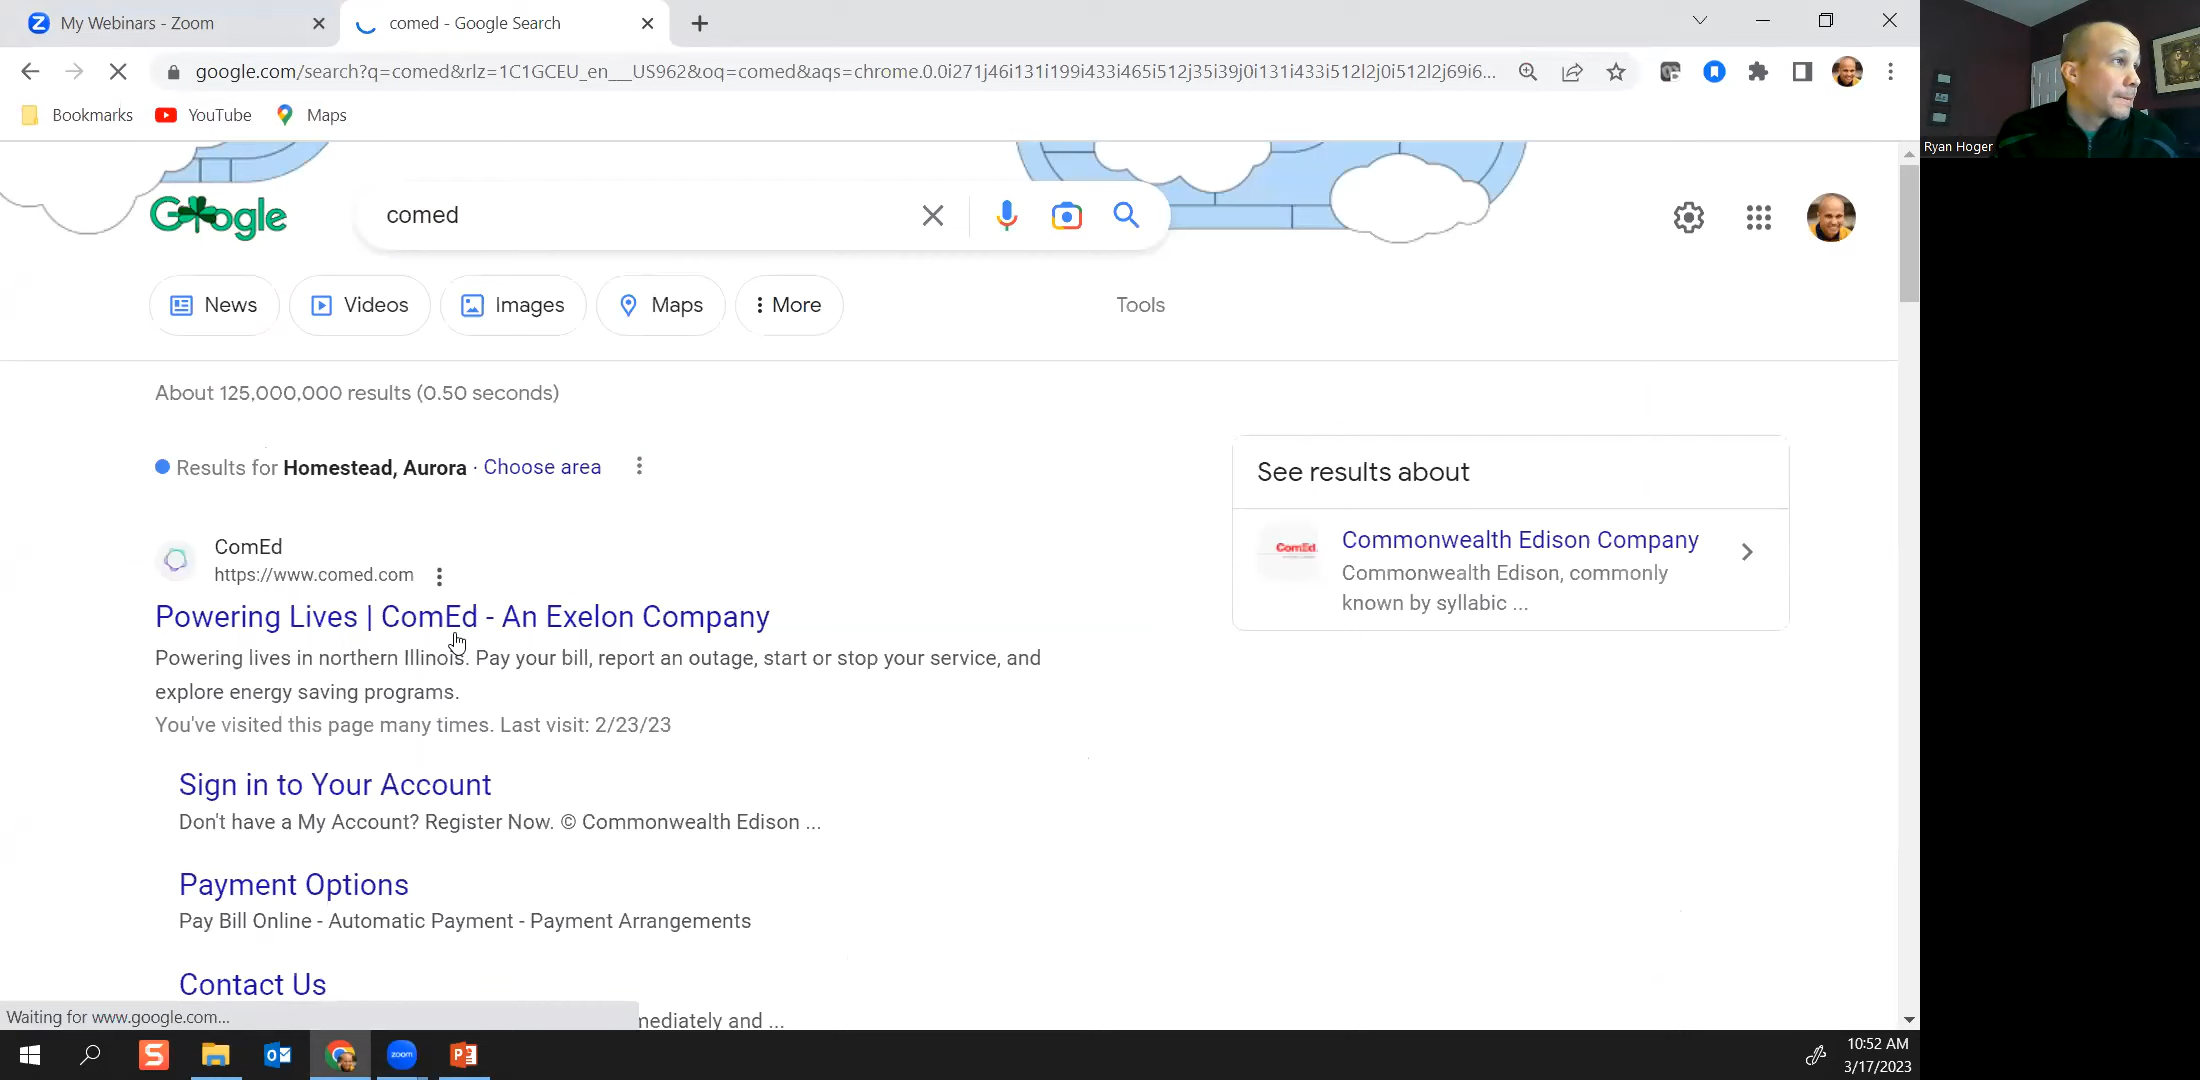 My Webinars - Zoom
comed - Google Search
google.com/search?q=comed&rlz=1C1GCEU_en___US962&oq=comed&aqs=chrome.0.0i271j46i131i199i433i465i512j35i39j0i131i433i512l2j0i512l2j69i6...
Bookmarks
YouTube
Maps
Ryan Hoger
Google
comed
News
Videos
Images
Maps
More
Tools
About 125,000,000 results (0.50 seconds)
Results for Homestead, Aurora · Choose area
See results about
ComEd
https://www.comed.com
Powering Lives | ComEd - An Exelon Company
Powering lives in northern Illinois. Pay your bill, report an outage, start or stop your service, and
explore energy saving programs.
You've visited this page many times. Last visit: 2/23/23
ComEd
Commonwealth Edison Company
Commonwealth Edison, commonly
known by syllabic ...
Sign in to Your Account
Don't have a My Account? Register Now. © Commonwealth Edison ...
Payment Options
Pay Bill Online - Automatic Payment - Payment Arrangements
Contact Us
mediately and ...
Waiting for www.google.com...
zoom
10:52 AM
3/17/2023